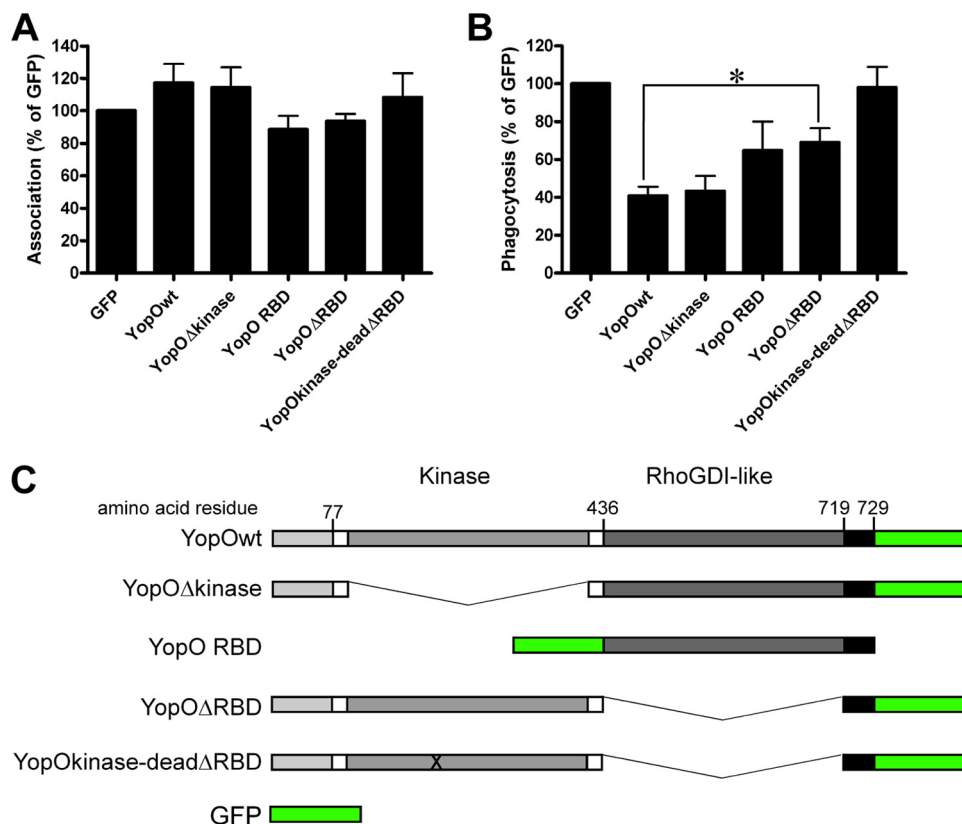 A
Association (% of GFP)
140
120
100
80
60
40
20
0
GFP
YopOwt
YopOΔkinase
YopO RBD
YopOΔRBD
YopOkinase-deadΔRBD
B
Phagocytosis (% of GFP)
120
100
80
60
40
20
0
*
GFP
YopOwt
YopOΔkinase
YopO RBD
YopOΔRBD
YopOkinase-deadΔRBD
C
Kinase RhoGDI-like
amino acid residue 77 436 719 729
YopOwt
YopOΔkinase
YopO RBD
YopOΔRBD
YopOkinase-deadΔRBD
X
GFP